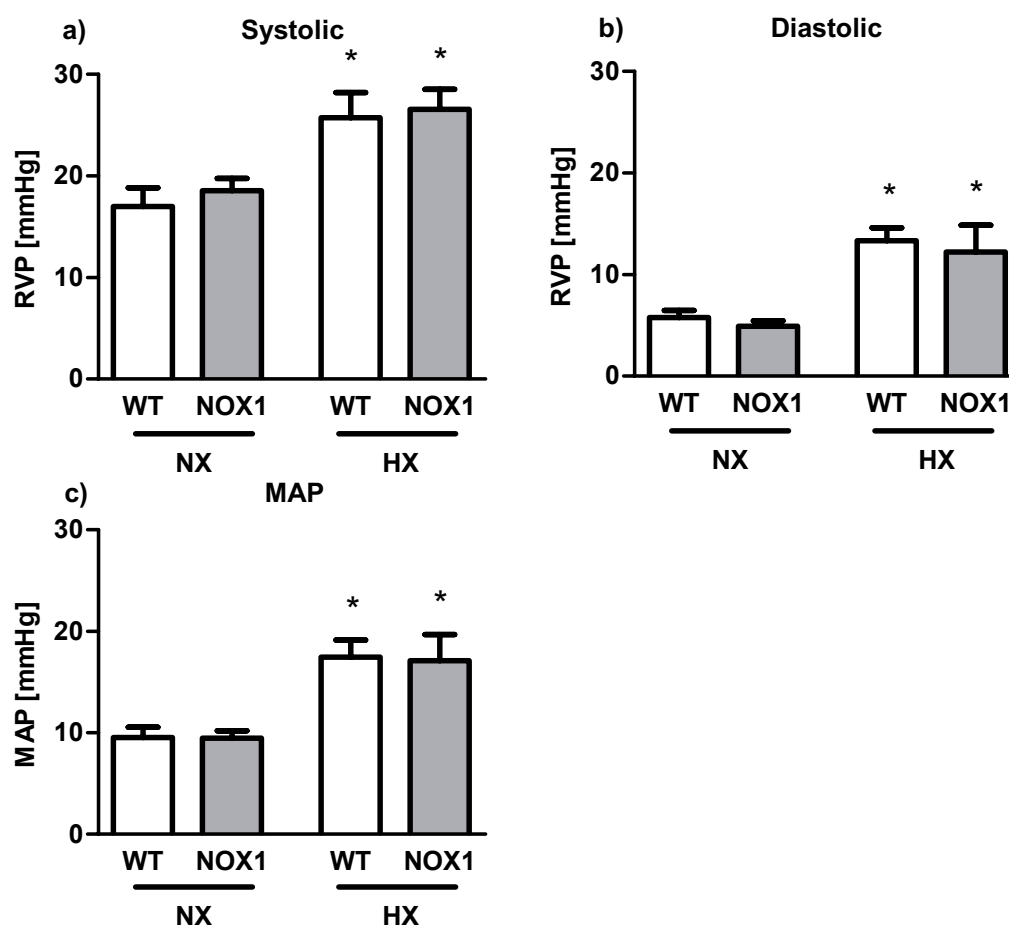 a) Systolic
* *
RVP [mmHg]
30
20
10
0
WT NOX1 WT NOX1
NX HX
b) Diastolic
* *
RVP [mmHg]
30
20
10
0
WT NOX1 WT NOX1
NX HX
c) MAP
* *
MAP [mmHg]
30
20
10
0
WT NOX1 WT NOX1
NX HX